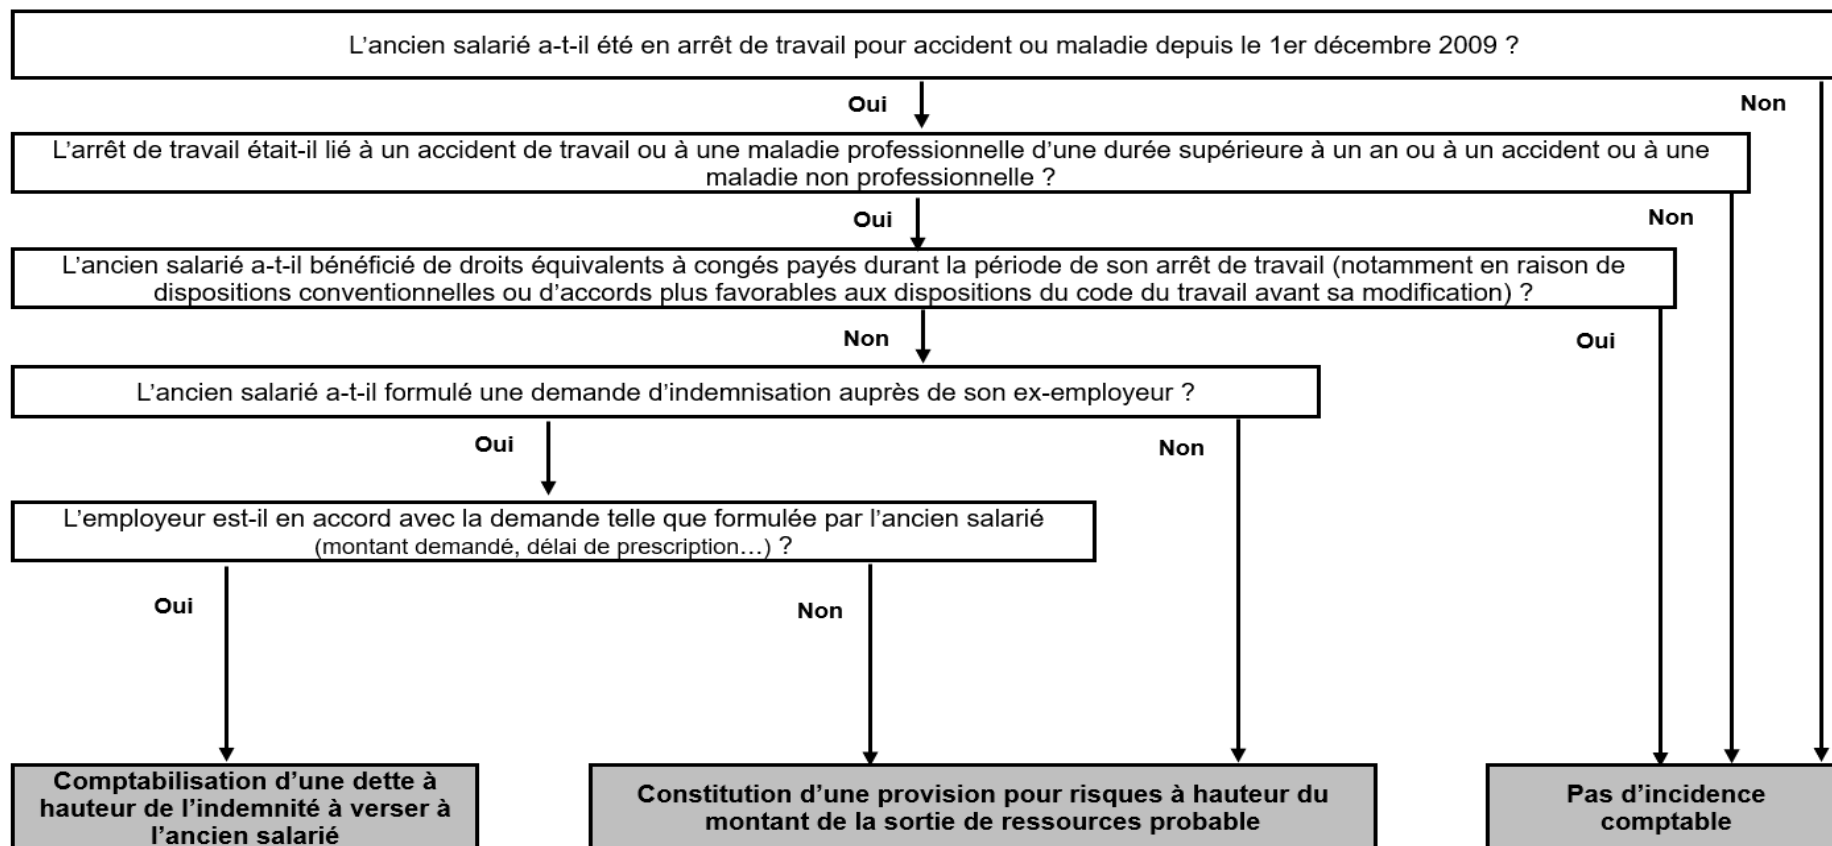 L’ancien salarié a-t-il été en arrêt de travail pour accident ou maladie depuis le 1er décembre 2009 ?
Oui
Non
L’arrêt de travail était-il lié à un accident de travail ou à une maladie professionnelle d’une durée supérieure à un an ou à un accident ou à une
maladie non professionnelle ?
Oui
Non
L’ancien salarié a-t-il bénéficié de droits équivalents à congés payés durant la période de son arrêt de travail (notamment en raison de
dispositions conventionnelles ou d’accords plus favorables aux dispositions du code du travail avant sa modification) ?
Non
Oui
L’ancien salarié a-t-il formulé une demande d’indemnisation auprès de son ex-employeur ?
Oui
Non
L’employeur est-il en accord avec la demande telle que formulée par l’ancien salarié
(montant demandé, délai de prescription…) ?
Oui
Non
Comptabilisation d’une dette à
hauteur de l’indemnité à verser à
l’ancien salarié
Constitution d’une provision pour risques à hauteur du
montant de la sortie de ressources probable
Pas d’incidence
comptable